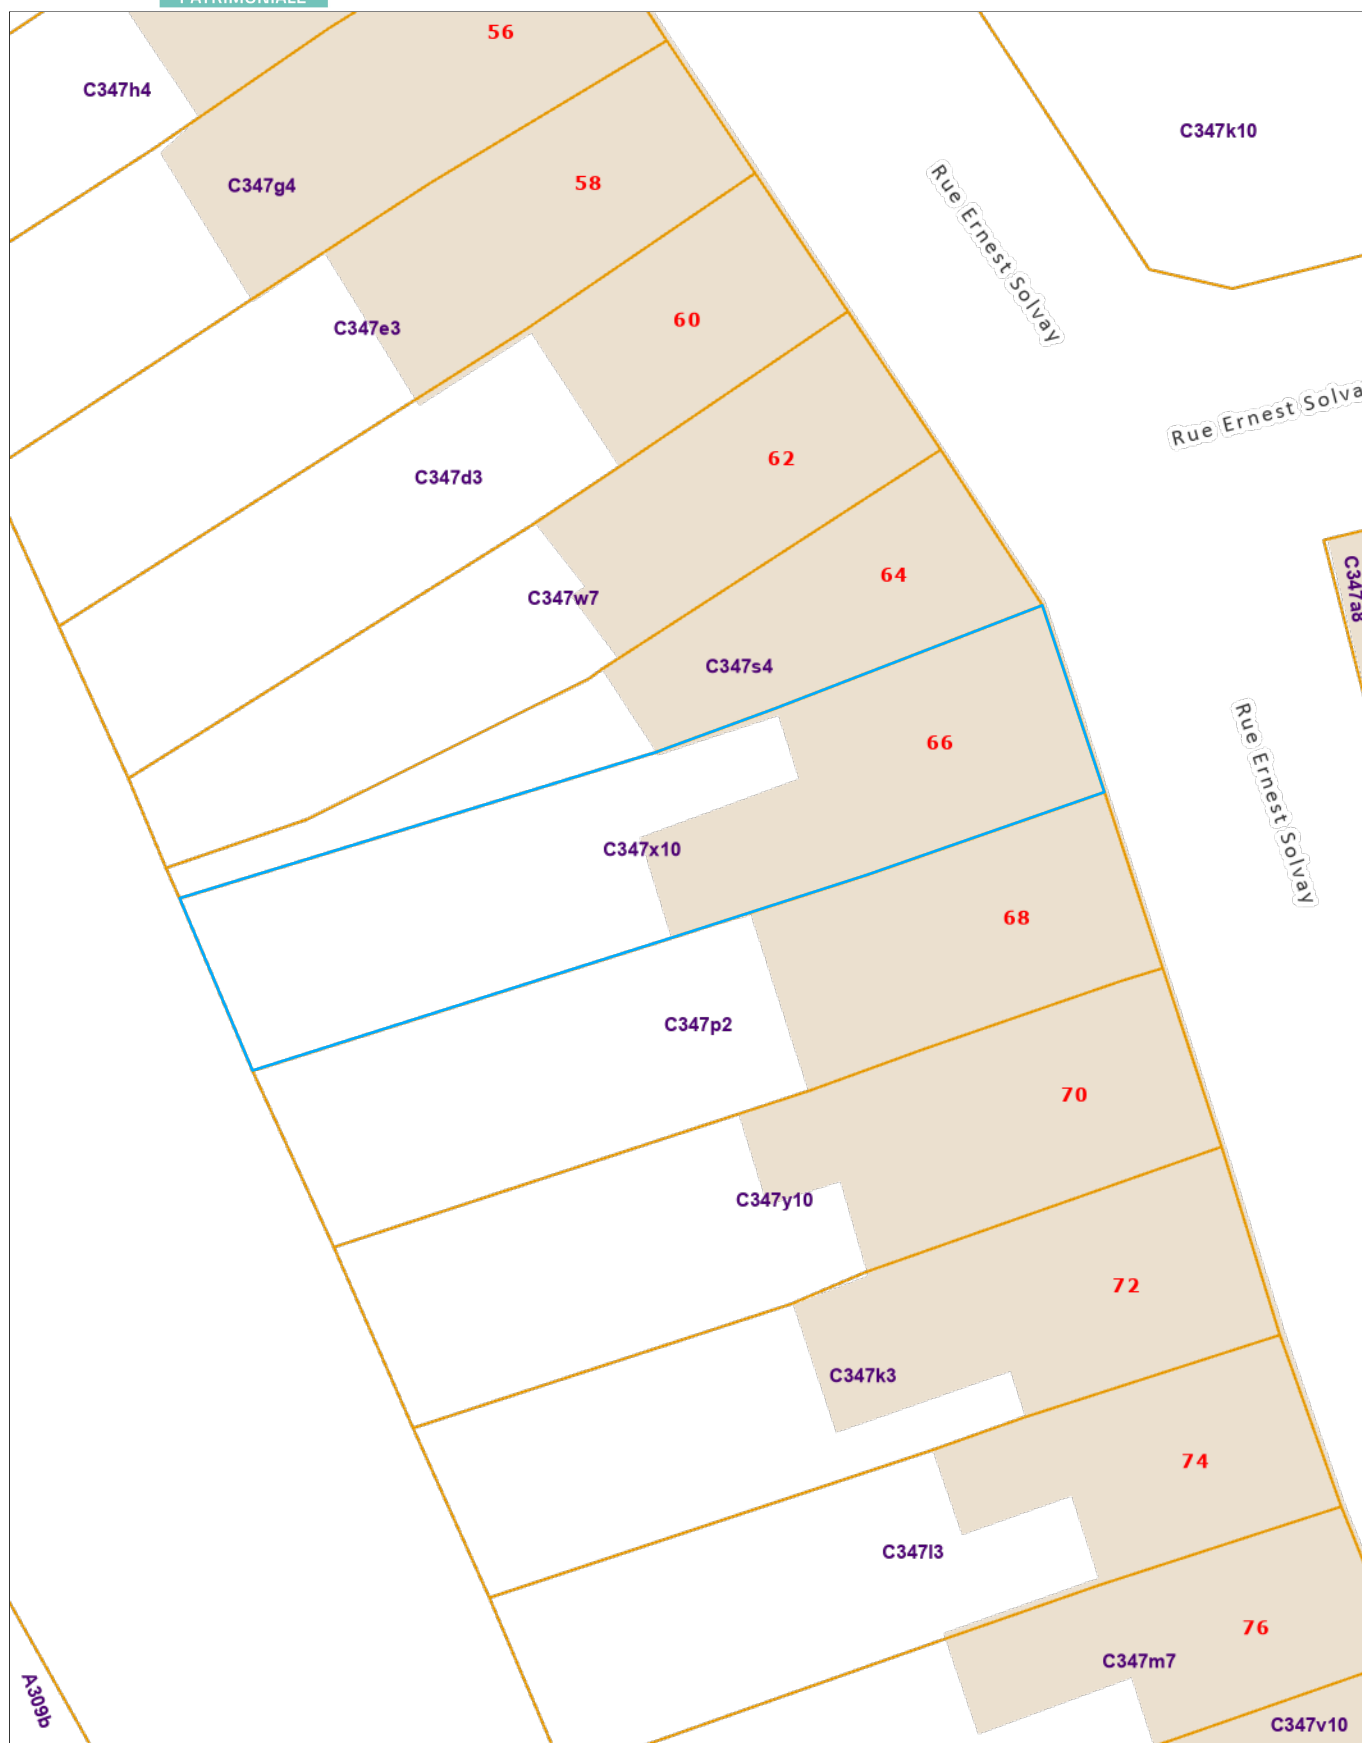 PATRIMONIALE
56
C347h4
C347k10
C347g4
58
Rue Ernest Solvay
60
C347e3
Rue Ernest Solva
62
C347d3
64
C347a8
C347w7
C347s4
66
Rue Ernest Solvay
C347x10
68
C347p2
70
C347y10
72
C347k3
74
C347l3
76
C347m7
A309b
C347v10